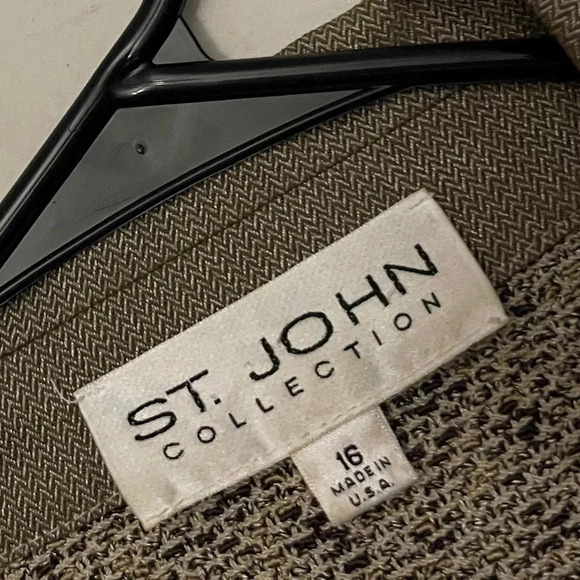 ST. JOHN
COLLECTION
16
MADE IN
U.S.A.